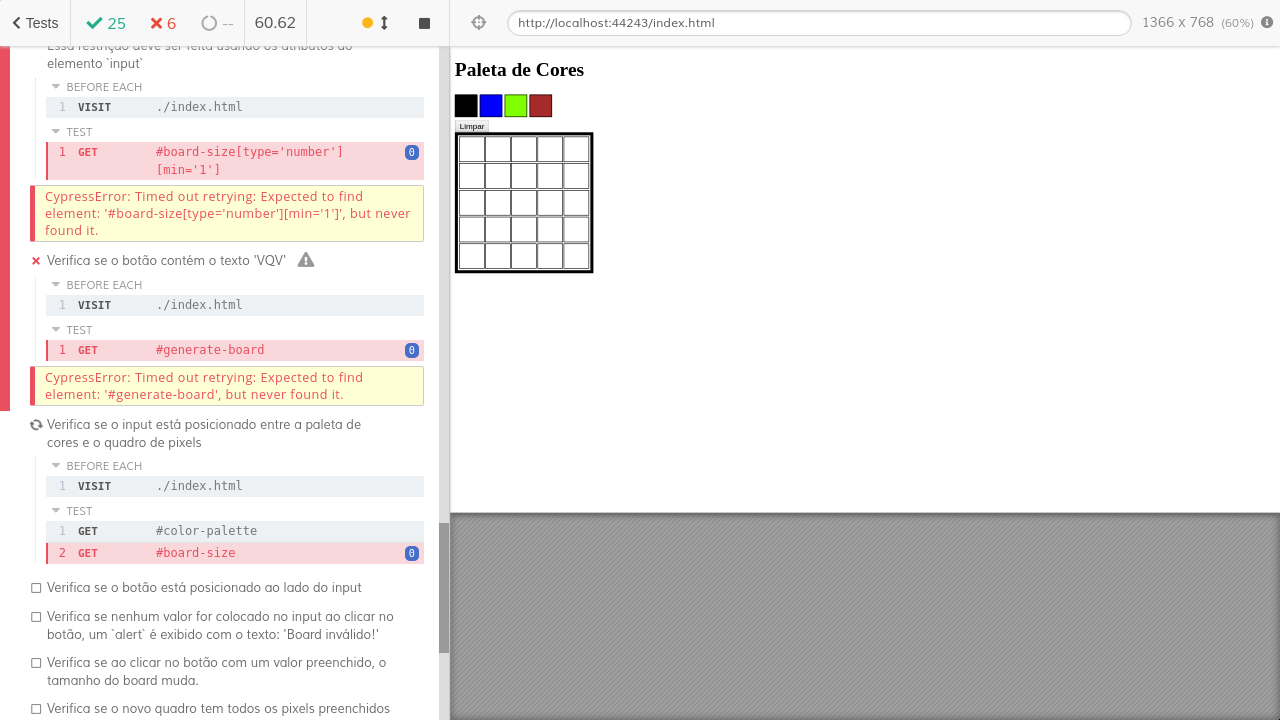 Tests
25
6
--
60.62
http://localhost:44243/index.html
1366 x 768 (60%)
Essa restrição deve ser feita usando os atributos do
elemento `input`
BEFORE EACH
1 VISIT ./index.html
TEST
1 GET #board-size[type='number']
[min='1'] 0
CypressError: Timed out retrying: Expected to find
element: '#board-size[type='number'][min='1']', but never
found it.
Verifica se o botão contém o texto 'VQV'
BEFORE EACH
1 VISIT ./index.html
TEST
1 GET #generate-board 0
CypressError: Timed out retrying: Expected to find
element: '#generate-board', but never found it.
Verifica se o input está posicionado entre a paleta de
cores e o quadro de pixels
BEFORE EACH
1 VISIT ./index.html
TEST
1 GET #color-palette
2 GET #board-size 0
Verifica se o botão está posicionado ao lado do input
Verifica se nenhum valor for colocado no input ao clicar no
botão, um `alert` é exibido com o texto: 'Board inválido!'
Verifica se ao clicar no botão com um valor preenchido, o
tamanho do board muda.
Verifica se o novo quadro tem todos os pixels preenchidos
Paleta de Cores
Limpar